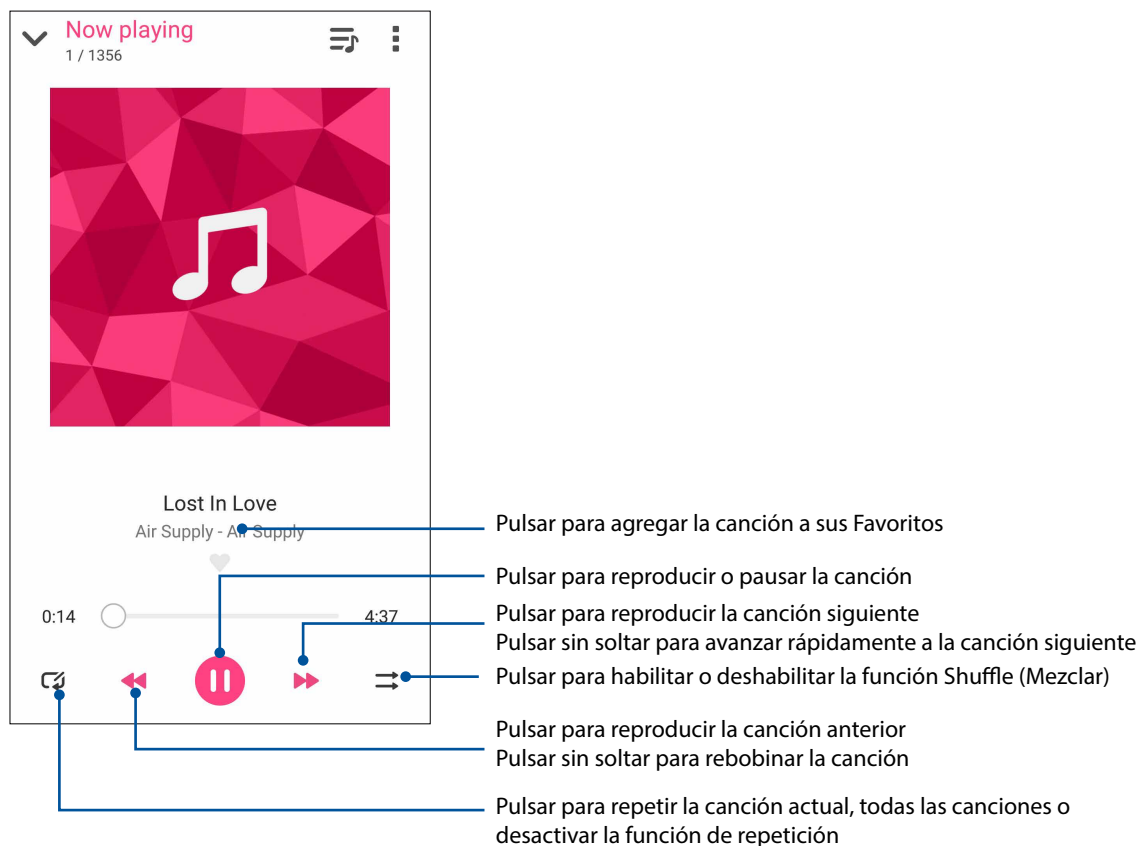 Now playing
1 / 1356
Lost In Love
Air Supply - Air Supply
0:14
4:37
Pulsar para agregar la canción a sus Favoritos
Pulsar para reproducir o pausar la canción
Pulsar para reproducir la canción siguiente
Pulsar sin soltar para avanzar rápidamente a la canción siguiente
Pulsar para habilitar o deshabilitar la función Shuffle (Mezclar)
Pulsar para reproducir la canción anterior
Pulsar sin soltar para rebobinar la canción
Pulsar para repetir la canción actual, todas las canciones o
desactivar la función de repetición